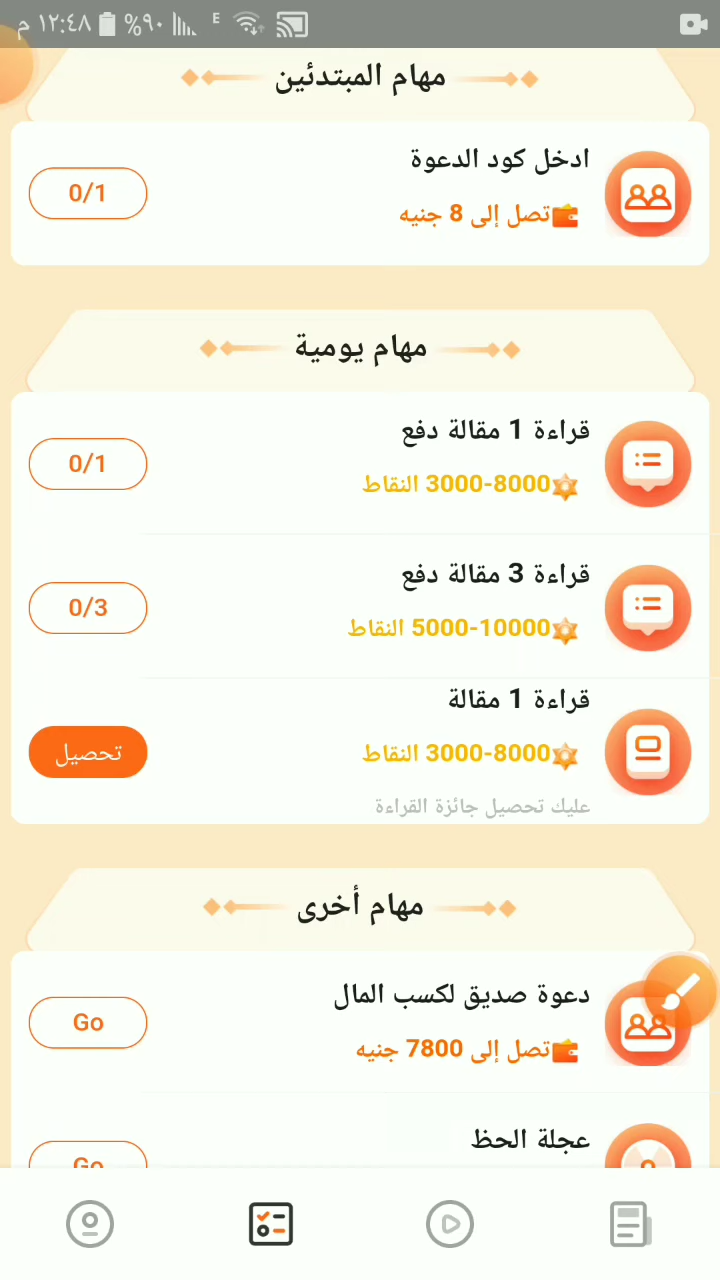 ١٢:٤٨ م %٩٠ E
مهام المبتدئين
ادخل كود الدعوة
تصل إلى 8 جنيه
0/1
مهام يومية
قراءة 1 مقالة دفع
3000-8000 النقاط
0/1
قراءة 3 مقالة دفع
5000-10000 النقاط
0/3
قراءة 1 مقالة
3000-8000 النقاط
عليك تحصيل جائزة القراءة
تحصيل
مهام أخرى
دعوة صديق لكسب المال
تصل إلى 7800 جنيه
Go
عجلة الحظ
Go